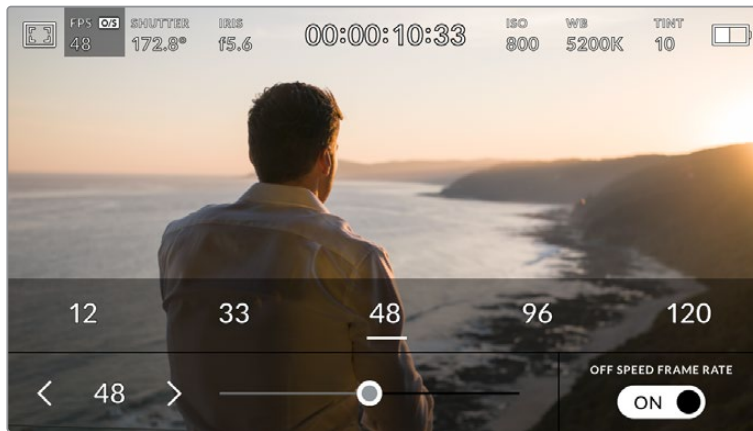 FPS O/S SHUTTER IRIS ISO WB TINT
48 172.8° f5.6 00:00:10:33 800 5200K 10
12 33 48 96 120
OFF SPEED FRAME RATE
< 48 > ON